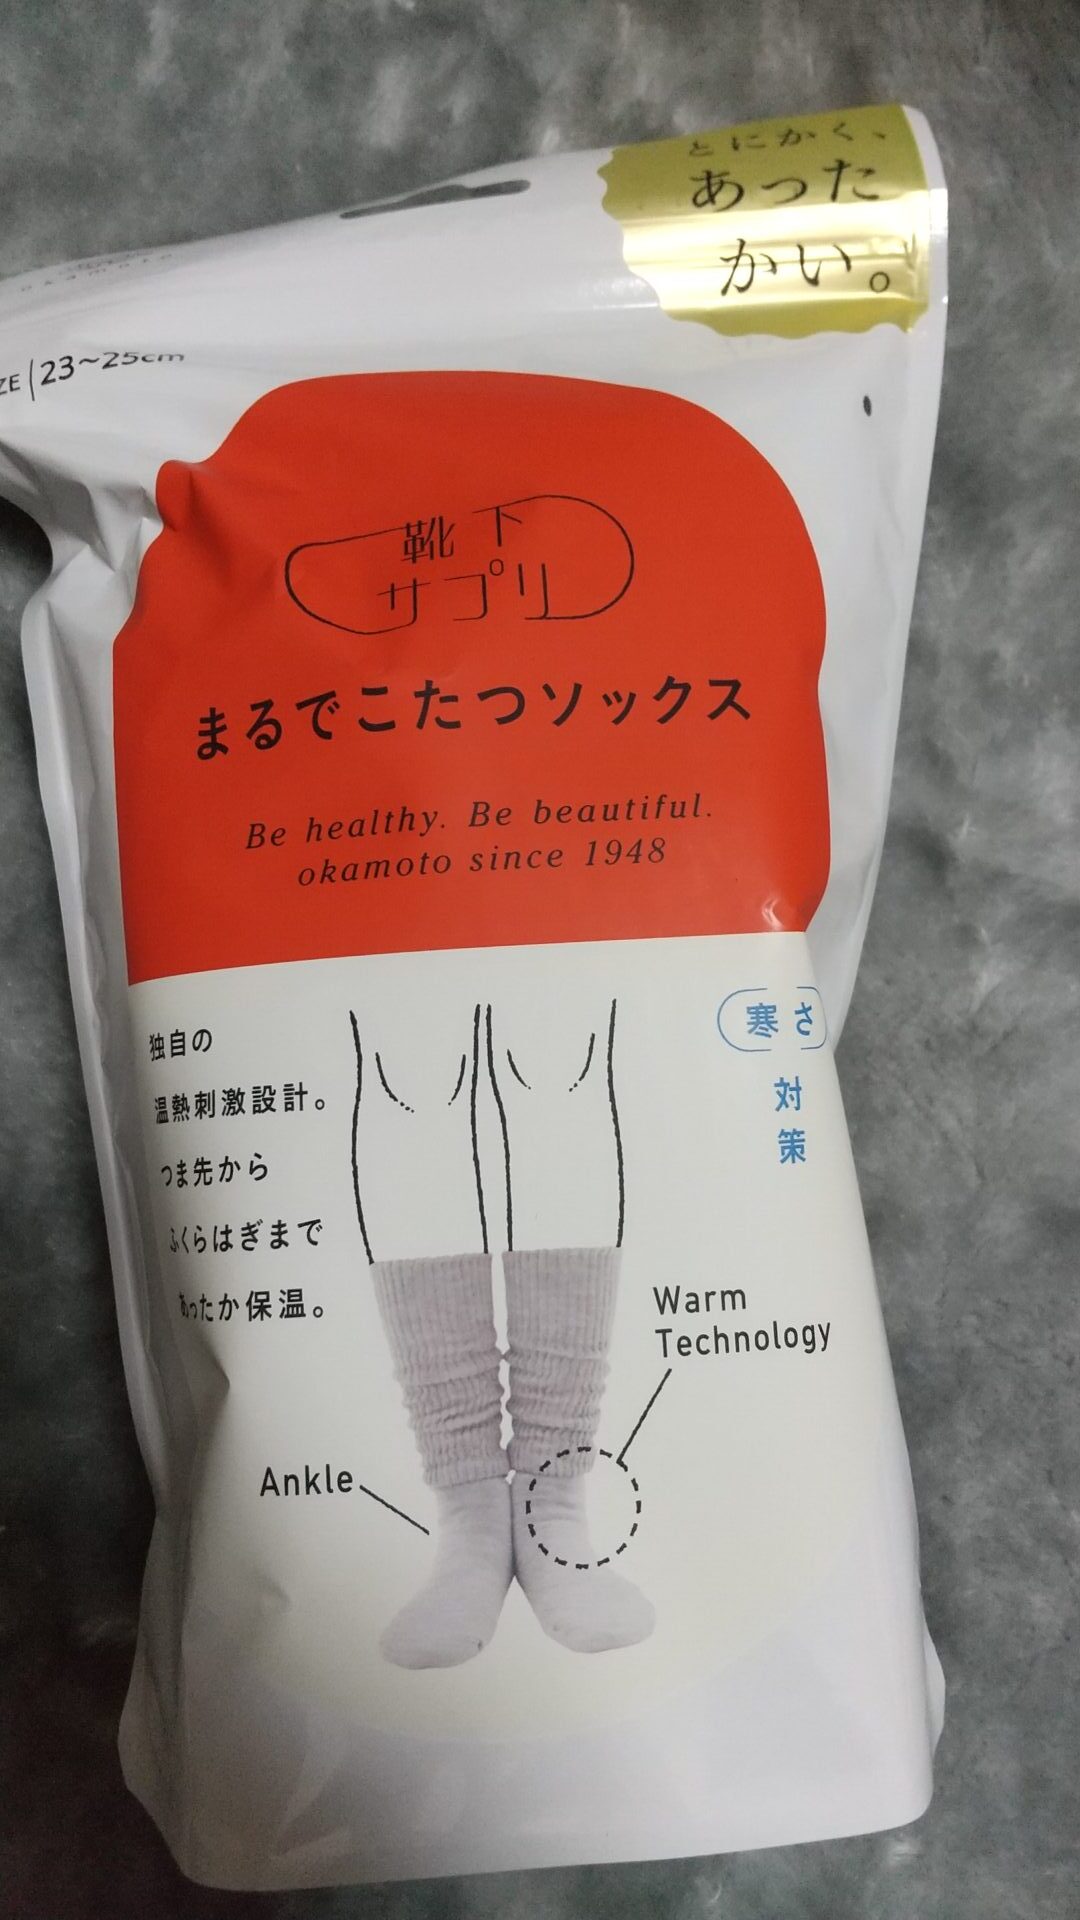 とにかく、
あった
かい。
okamoto
23~25cm
靴下
サプリ
まるでこたつソックス
Be healthy. Be beautiful.
okamoto since 1948
独自の
温熱刺激設計。
つま先から
ふくらはぎまで
あったか保温。
寒さ
対
策
Warm
Technology
Ankle